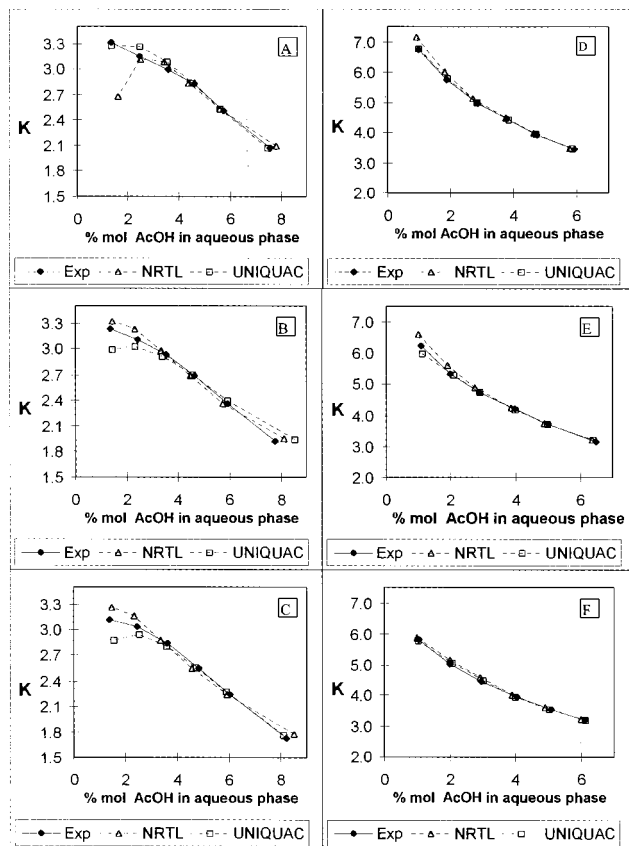 A
K
3.3
3.0
2.7
2.4
2.1
1.8
1.5
0 2 4 6 8
% mol AcOH in aqueous phase
Exp NRTL UNIQUAC
D
K
7.0
6.0
5.0
4.0
3.0
2.0
0 2 4 6
% mol AcOH in aqueous phase
Exp NRTL UNIQUAC
B
K
3.3
3.0
2.7
2.4
2.1
1.8
1.5
0 2 4 6 8
% mol AcOH in aqueous phase
Exp NRTL UNIQUAC
E
K
7.0
6.0
5.0
4.0
3.0
2.0
0 2 4 6
% mol AcOH in aqueous phase
Exp NRTL UNIQUAC
C
K
3.3
3.0
2.7
2.4
2.1
1.8
1.5
0 2 4 6 8
% mol AcOH in aqueous phase
Exp NRTL UNIQUAC
F
K
7.0
6.0
5.0
4.0
3.0
2.0
0 2 4 6
% mol AcOH in aqueous phase
Exp NRTL UNIQUAC